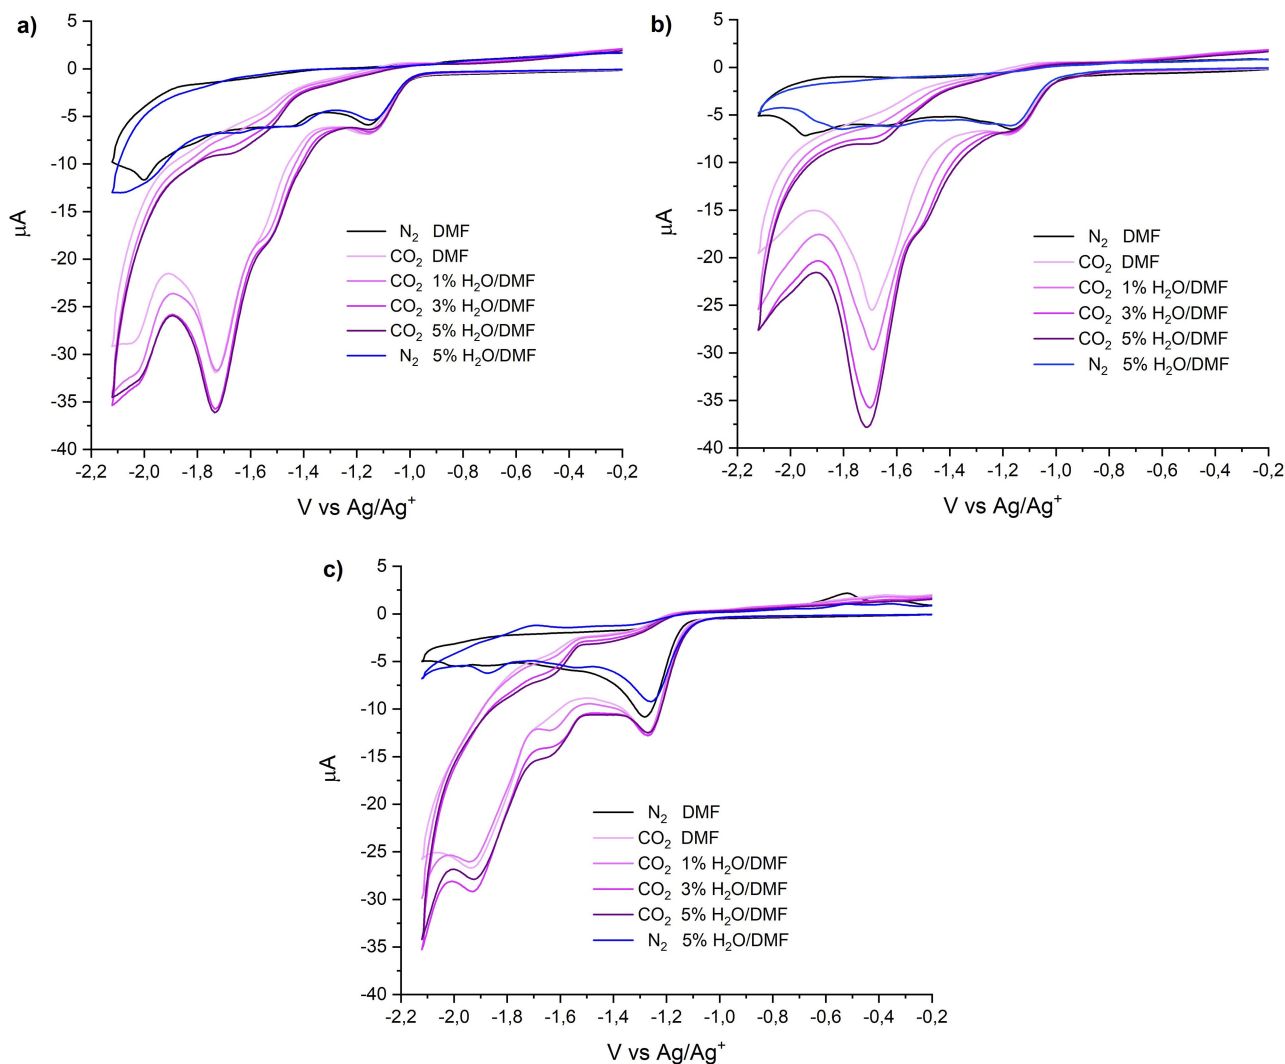 a)
5
0
-5
-10
-15
-20
-25
-30
-35
-40
µA
-2,2 -2,0 -1,8 -1,6 -1,4 -1,2 -1,0 -0,8 -0,6 -0,4 -0,2
V vs Ag/Ag⁺
N₂ DMF
CO₂ DMF
CO₂ 1% H₂O/DMF
CO₂ 3% H₂O/DMF
CO₂ 5% H₂O/DMF
N₂ 5% H₂O/DMF
b)
5
0
-5
-10
-15
-20
-25
-30
-35
-40
µA
-2,2 -2,0 -1,8 -1,6 -1,4 -1,2 -1,0 -0,8 -0,6 -0,4 -0,2
V vs Ag/Ag⁺
N₂ DMF
CO₂ DMF
CO₂ 1% H₂O/DMF
CO₂ 3% H₂O/DMF
CO₂ 5% H₂O/DMF
N₂ 5% H₂O/DMF
c)
5
0
-5
-10
-15
-20
-25
-30
-35
-40
µA
-2,2 -2,0 -1,8 -1,6 -1,4 -1,2 -1,0 -0,8 -0,6 -0,4 -0,2
V vs Ag/Ag⁺
N₂ DMF
CO₂ DMF
CO₂ 1% H₂O/DMF
CO₂ 3% H₂O/DMF
CO₂ 5% H₂O/DMF
N₂ 5% H₂O/DMF